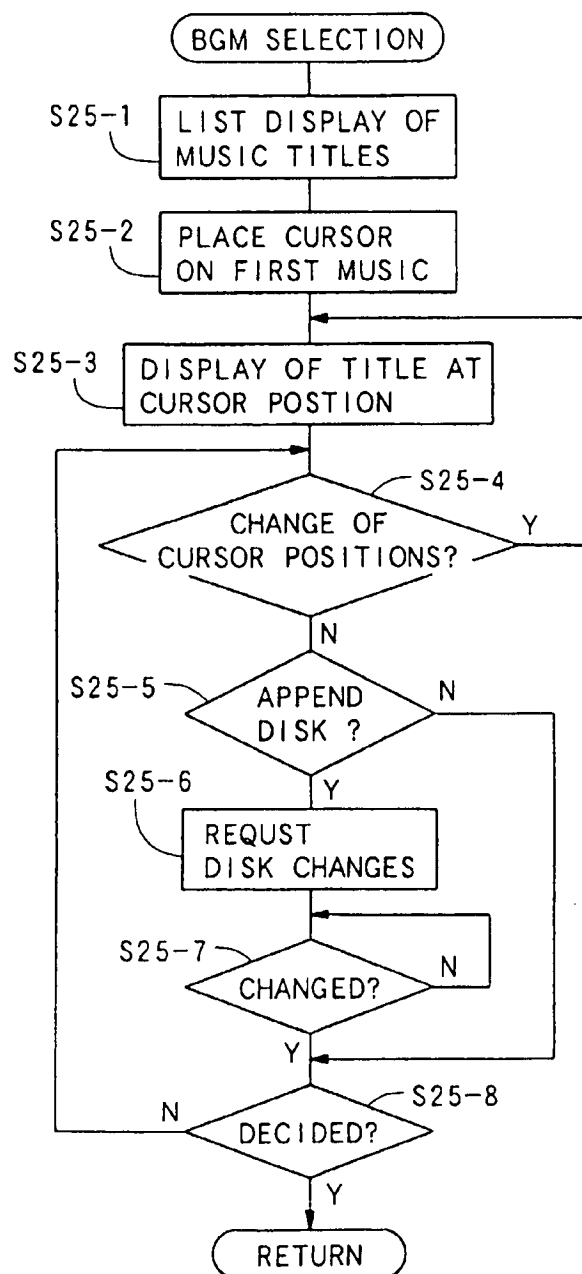 BGM SELECTION
S25-1
LIST DISPLAY OF
MUSIC TITLES
S25-2
PLACE CURSOR
ON FIRST MUSIC
S25-3
DISPLAY OF TITLE AT
CURSOR POSTION
S25-4
CHANGE OF
CURSOR POSITIONS?
Y
N
S25-5
APPEND
DISK ?
N
Y
S25-6
REQUST
DISK CHANGES
S25-7
CHANGED?
N
Y
S25-8
DECIDED?
N
Y
RETURN